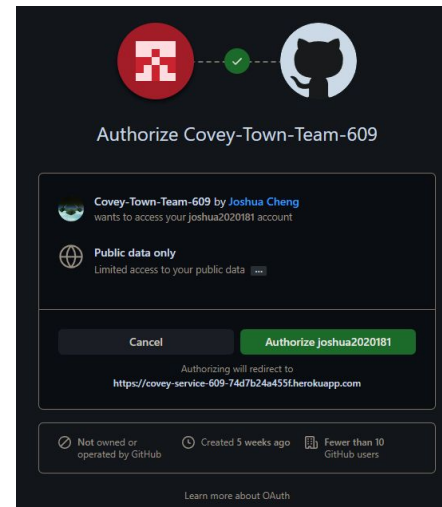 Authorize Covey-Town-Team-609
Covey-Town-Team-609 by Joshua Cheng
wants to access your joshua2020181 account
Public data only
Limited access to your public data ...
Cancel
Authorize joshua2020181
Authorizing will redirect to
https://covey-service-609-74d7b24a455f.herokuapp.com
Not owned or
operated by GitHub
Created 5 weeks ago
Fewer than 10
GitHub users
Learn more about OAuth